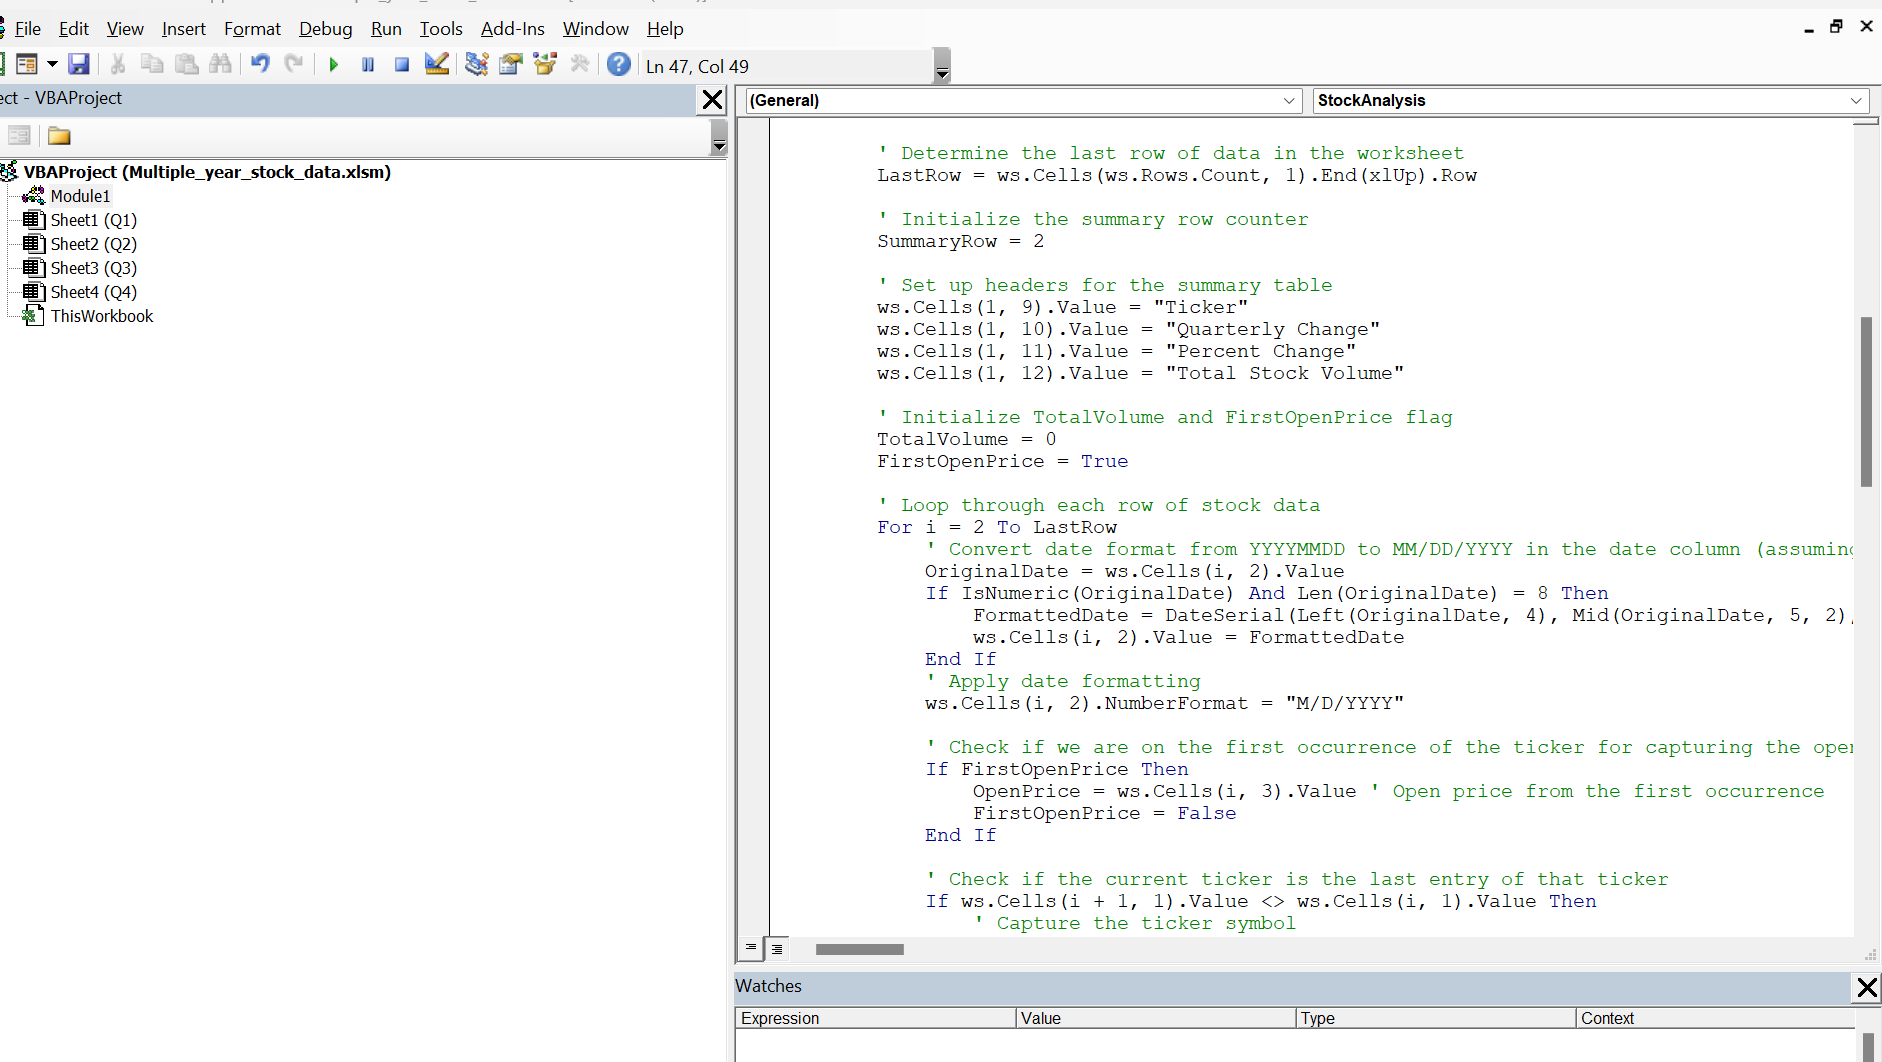 File Edit View Insert Format Debug Run Tools Add-Ins Window Help
Ln 47, Col 49
ect - VBAProject
(General)
StockAnalysis
VBAProject (Multiple_year_stock_data.xlsm)
Module1
Sheet1 (Q1)
Sheet2 (Q2)
Sheet3 (Q3)
Sheet4 (Q4)
ThisWorkbook
' Determine the last row of data in the worksheet
LastRow = ws.Cells(ws.Rows.Count, 1).End(xlUp).Row
' Initialize the summary row counter
SummaryRow = 2
' Set up headers for the summary table
ws.Cells(1, 9).Value = "Ticker"
ws.Cells(1, 10).Value = "Quarterly Change"
ws.Cells(1, 11).Value = "Percent Change"
ws.Cells(1, 12).Value = "Total Stock Volume"
' Initialize TotalVolume and FirstOpenPrice flag
TotalVolume = 0
FirstOpenPrice = True
' Loop through each row of stock data
For i = 2 To LastRow
' Convert date format from YYYYMMDD to MM/DD/YYYY in the date column (assuming
OriginalDate = ws.Cells(i, 2).Value
If IsNumeric(OriginalDate) And Len(OriginalDate) = 8 Then
FormattedDate = DateSerial(Left(OriginalDate, 4), Mid(OriginalDate, 5, 2),
ws.Cells(i, 2).Value = FormattedDate
End If
' Apply date formatting
ws.Cells(i, 2).NumberFormat = "M/D/YYYY"
' Check if we are on the first occurrence of the ticker for capturing the ope
If FirstOpenPrice Then
OpenPrice = ws.Cells(i, 3).Value ' Open price from the first occurrence
FirstOpenPrice = False
End If
' Check if the current ticker is the last entry of that ticker
If ws.Cells(i + 1, 1).Value <> ws.Cells(i, 1).Value Then
' Capture the ticker symbol
Watches
Expression Value Type Context